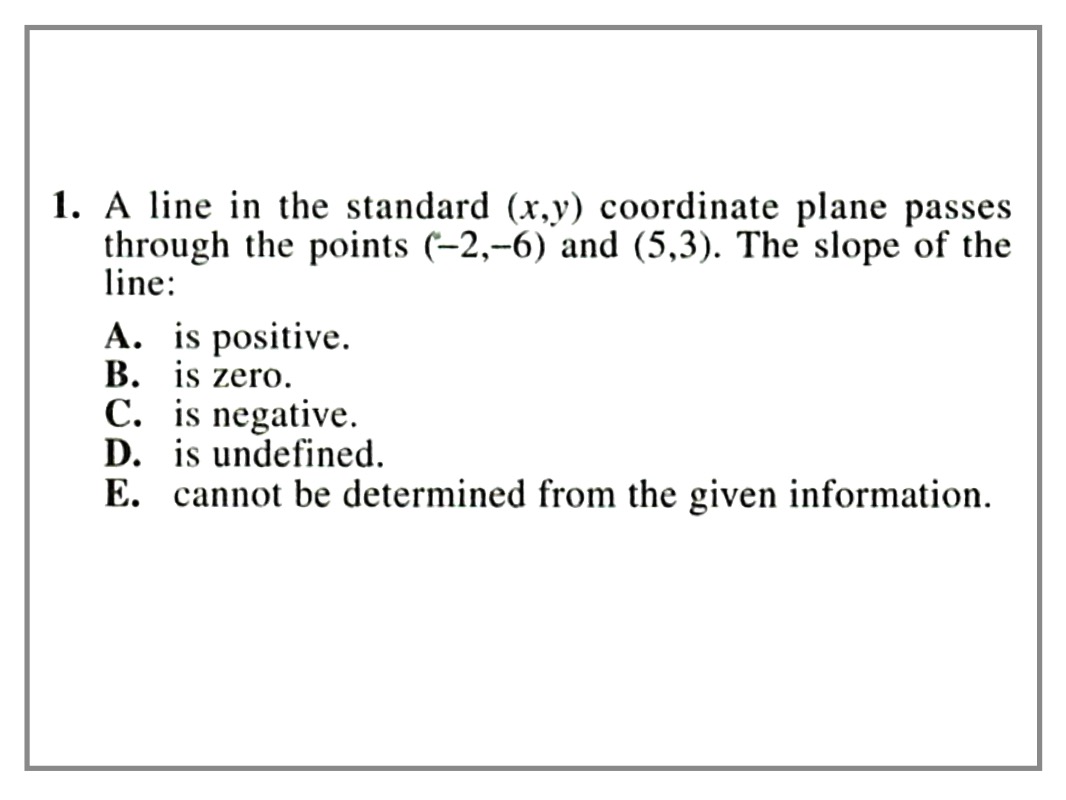 1. A line in the standard (x,y) coordinate plane passes
through the points (−2,−6) and (5,3). The slope of the
line:
A. is positive.
B. is zero.
C. is negative.
D. is undefined.
E. cannot be determined from the given information.